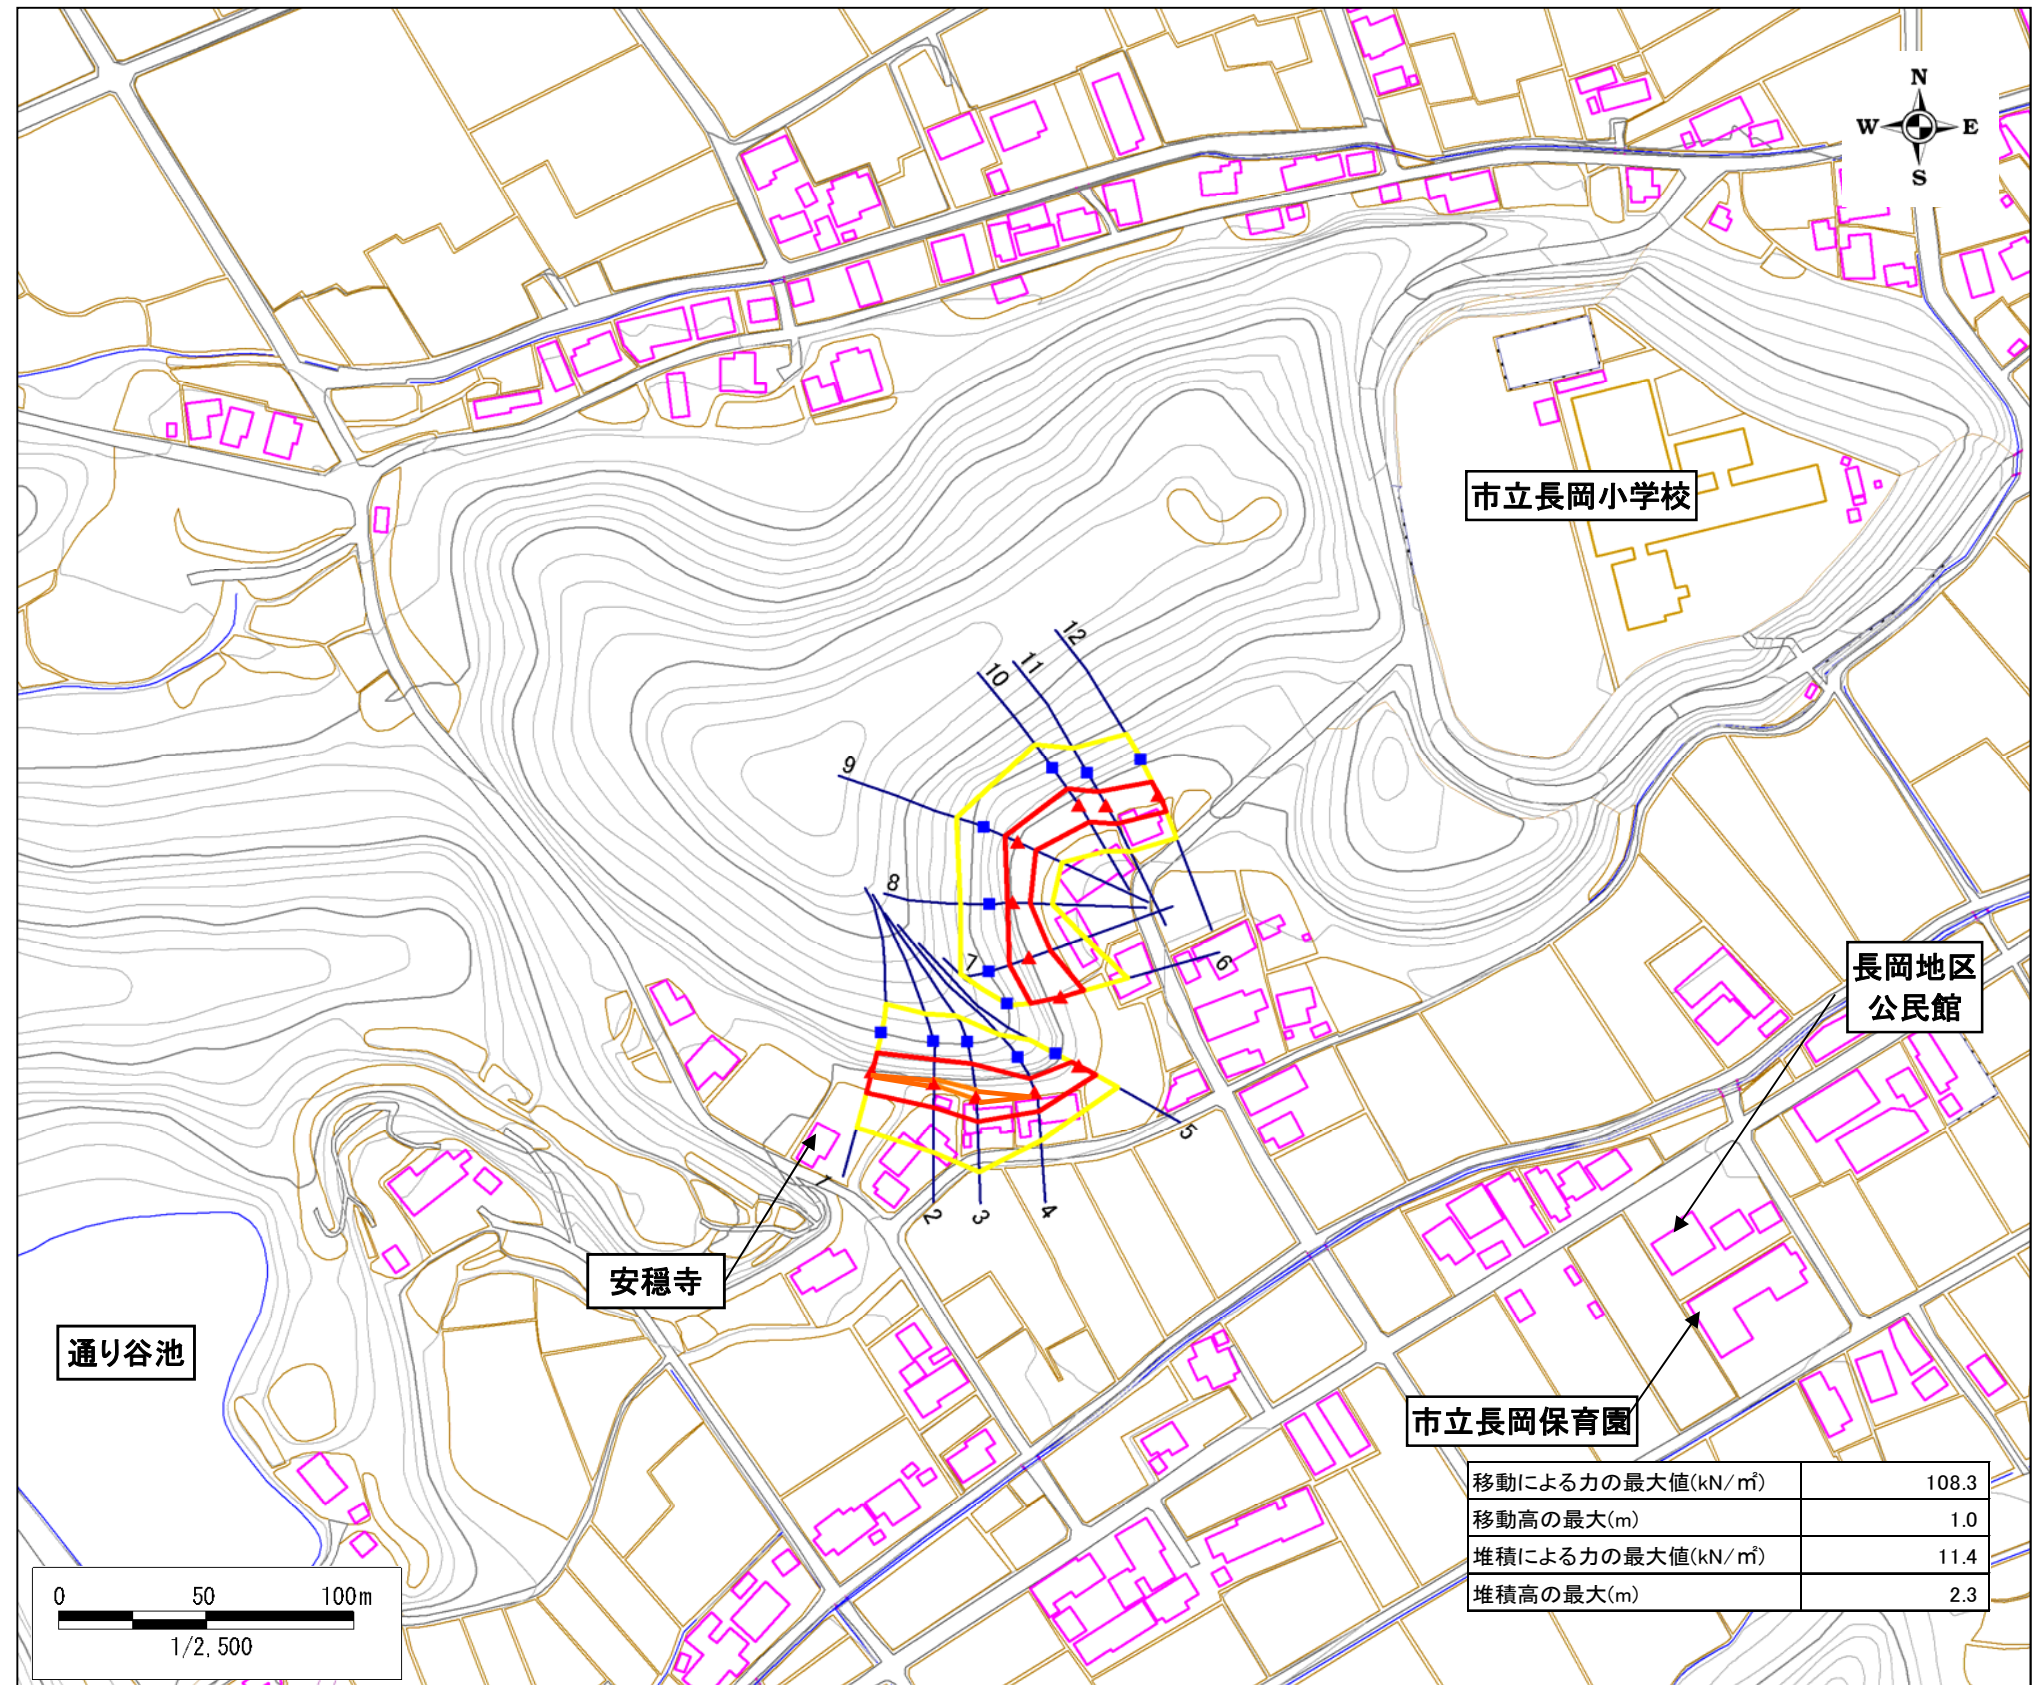 N
W E
S
市立長岡小学校
12
11
10
9
8
7
6
長岡地区
公民館
5
1
2
3
4
安穏寺
通り谷池
市立長岡保育園
移動による力の最大値(kN/㎡) 108.3
移動高の最大(m) 1.0
堆積による力の最大値(kN/㎡) 11.4
堆積高の最大(m) 2.3
0 50 100m
1/2,500